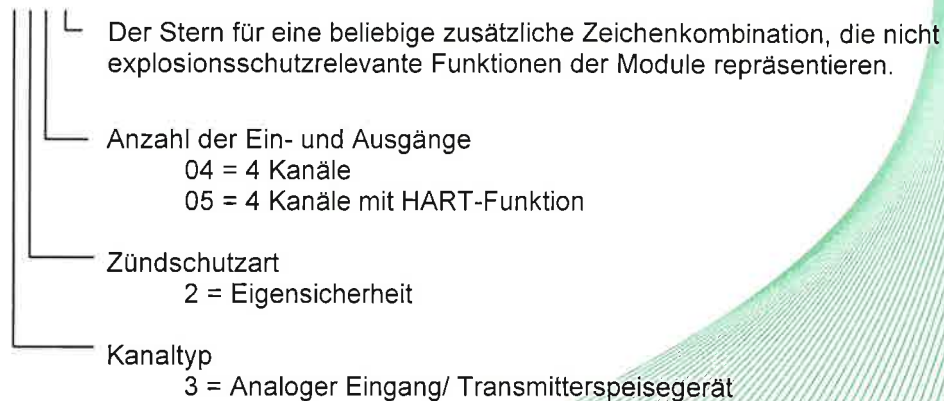 Der Stern für eine beliebige zusätzliche Zeichenkombination, die nicht
explosionsschutzrelevante Funktionen der Module repräsentieren.
Anzahl der Ein- und Ausgänge
04 = 4 Kanäle
05 = 4 Kanäle mit HART-Funktion
Zündschutzart
2 = Eigensicherheit
Kanaltyp
3 = Analoger Eingang/ Transmitterspeisegerät